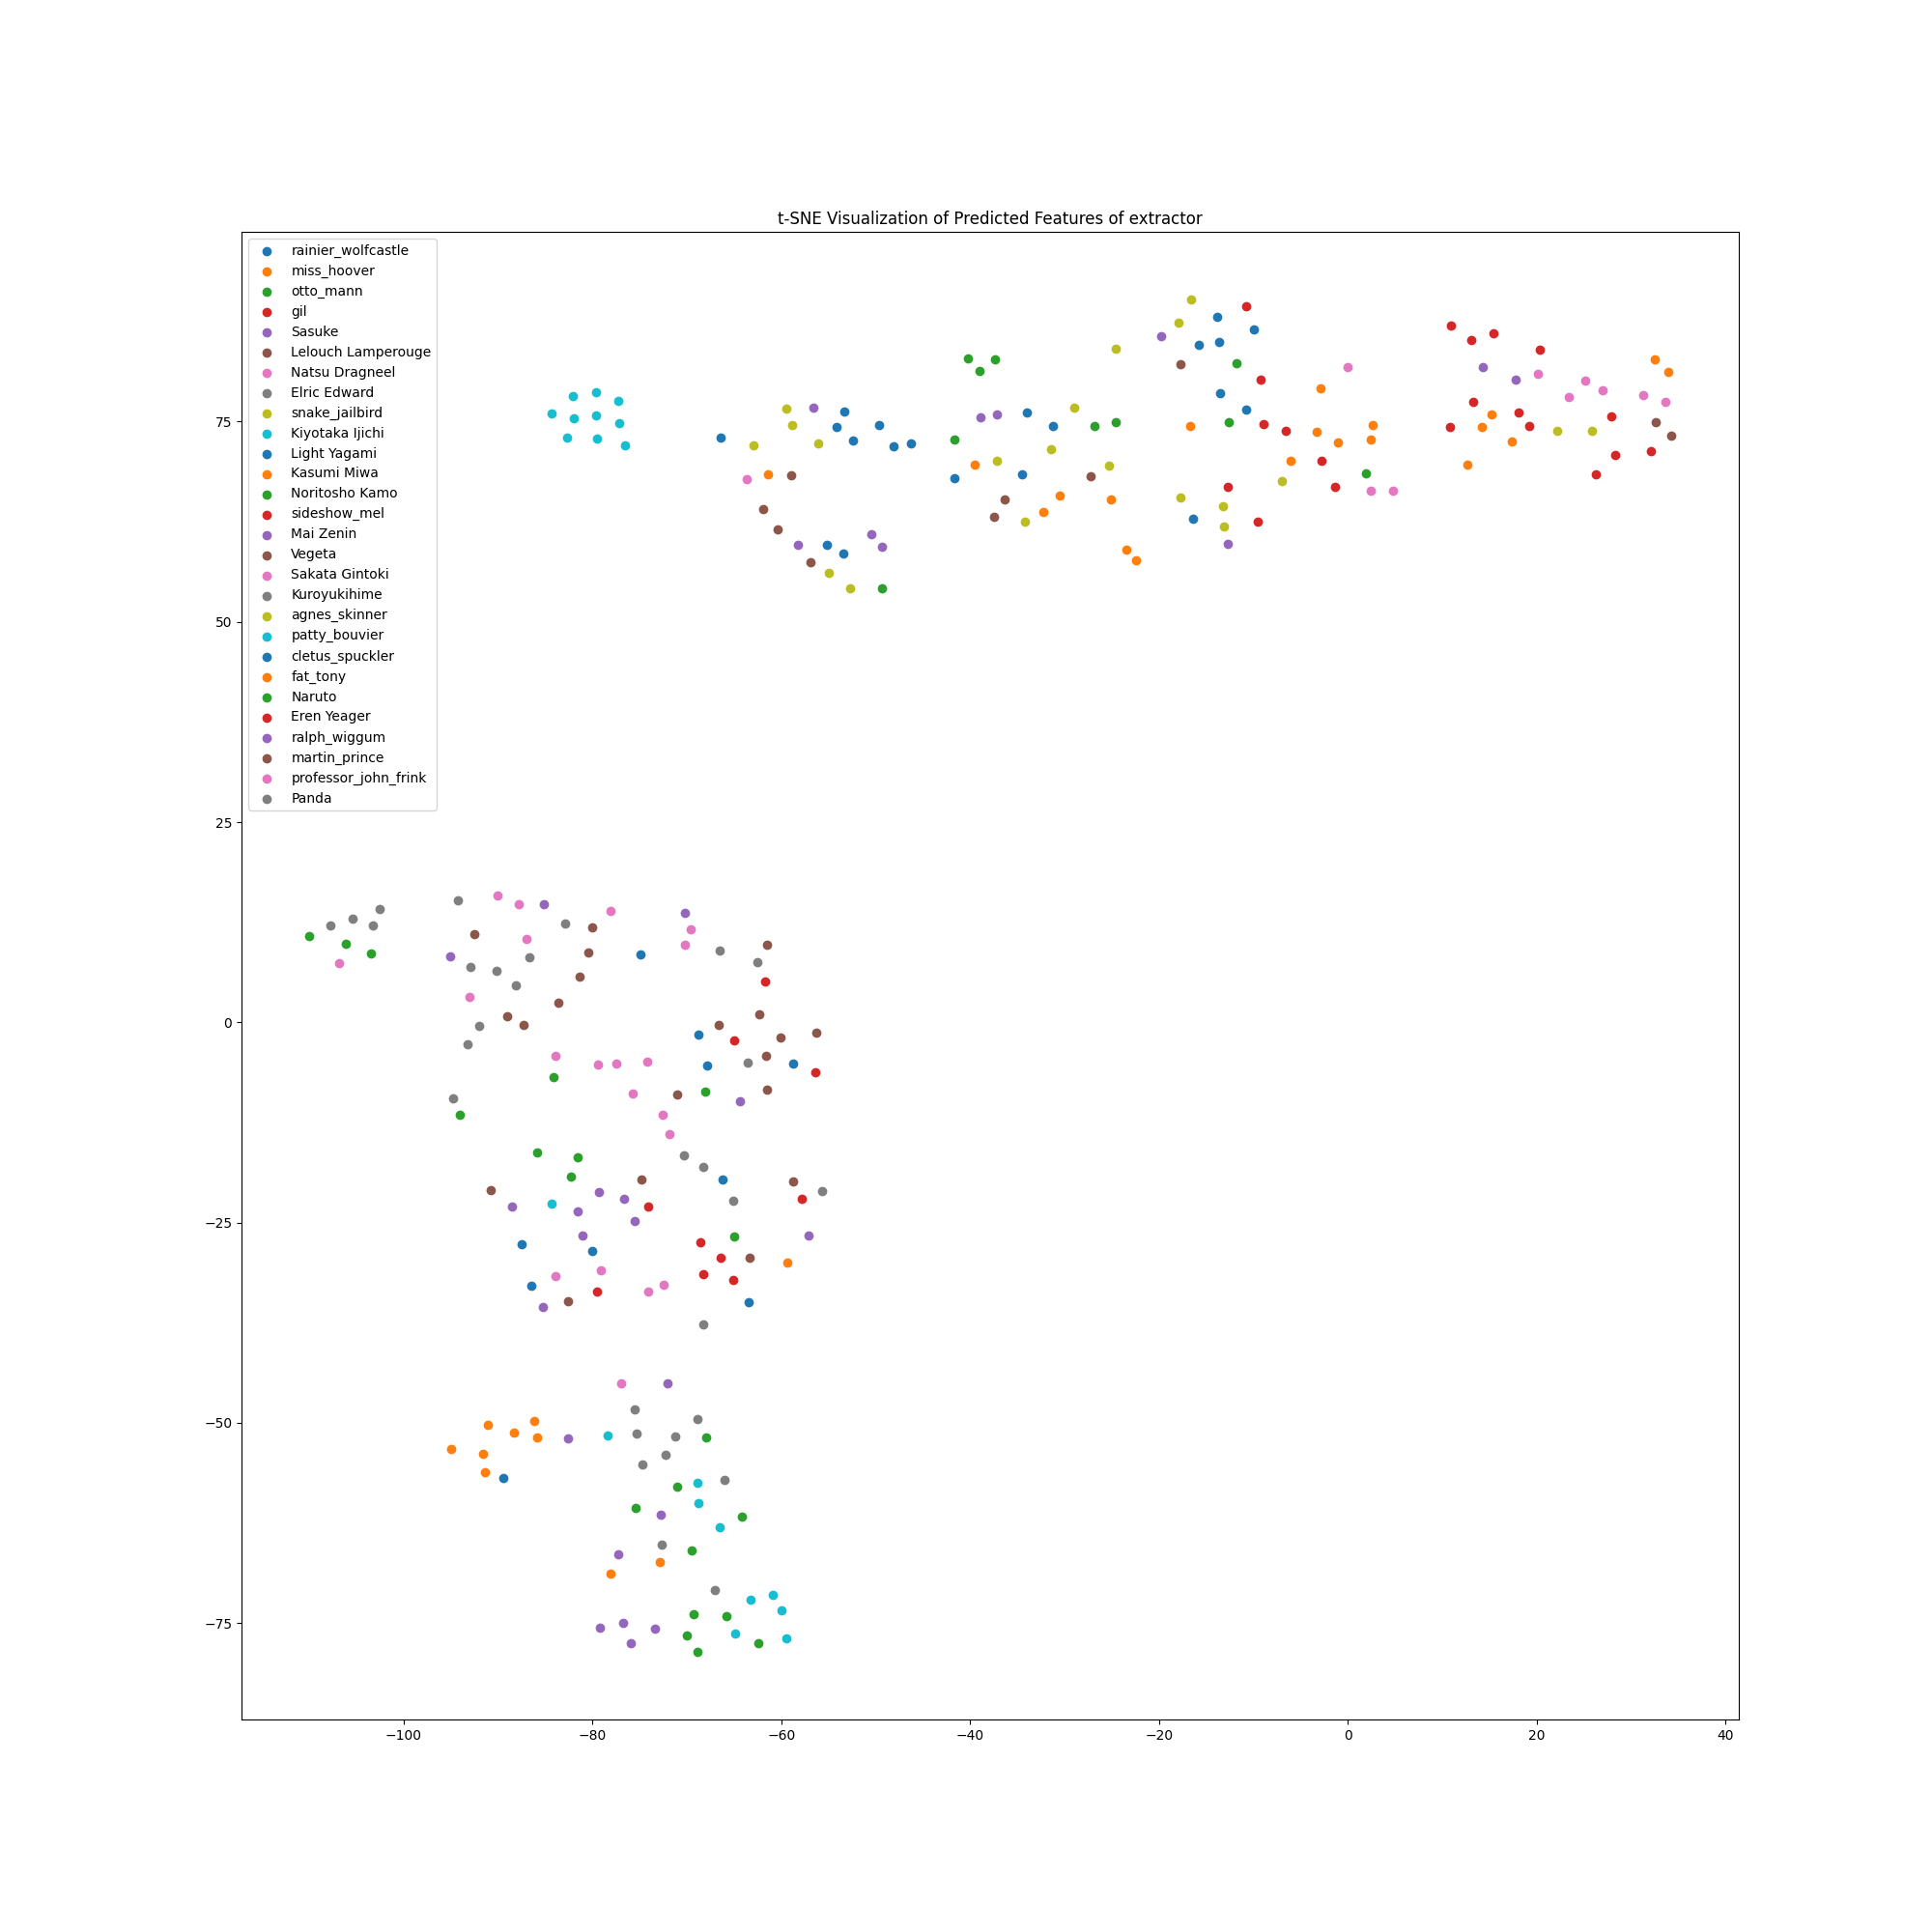 t-SNE Visualization of Predicted Features of extractor
rainier_wolfcastle
miss_hoover
otto_mann
gil
Sasuke
Lelouch Lamperouge
Natsu Dragneel
Elric Edward
snake_jailbird
Kiyotaka Ijichi
Light Yagami
Kasumi Miwa
Noritosho Kamo
sideshow_mel
Mai Zenin
Vegeta
Sakata Gintoki
Kuroyukihime
agnes_skinner
patty_bouvier
cletus_spuckler
fat_tony
Naruto
Eren Yeager
ralph_wiggum
martin_prince
professor_john_frink
Panda
75
50
25
0
−25
−50
−75
−100 −80 −60 −40 −20 0 20 40